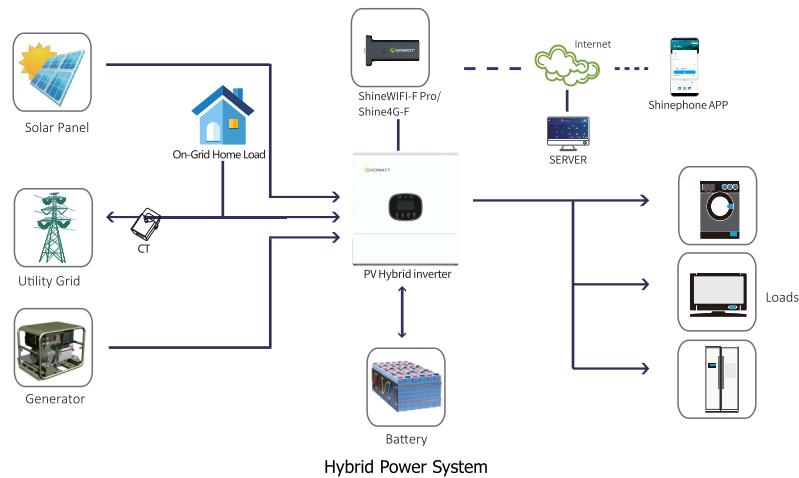 Solar Panel
On-Grid Home Load
GROWATT
ShineWIFI-F Pro/
Shine4G-F
Internet
Shinephone APP
SERVER
Utility Grid
CT
GROWATT
PV Hybrid inverter
Loads
Generator
Battery
Hybrid Power System